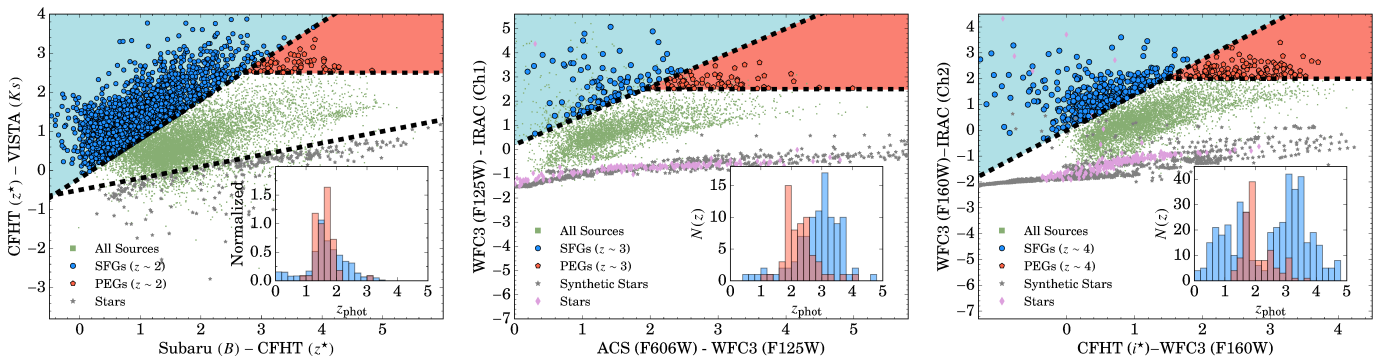 4
3
2
1
0
−1
−2
−3
CFHT (z⋆) − VISTA (Ks)
0 1 2 3 4 5
Subaru (B) − CFHT (z⋆)
All Sources
SFGs (z ∼ 2)
PEGs (z ∼ 2)
Stars
Normalized
1.5
1.0
0.5
0.0
0 1 2 3 4 5
zphot
5
4
3
2
1
0
−1
−2
−3
−4
−5
−6
−7
WFC3 (F125W) - IRAC (Ch1)
0 1 2 3 4 5
ACS (F606W) - WFC3 (F125W)
All Sources
SFGs (z ∼ 3)
PEGs (z ∼ 3)
Synthetic Stars
Stars
N(z)
15
10
5
0
0 1 2 3 4 5
zphot
5
4
3
2
1
0
−1
−2
−3
−4
−5
−6
−7
WFC3 (F160W)−IRAC (Ch2)
0 1 2 3 4
CFHT (i⋆)−WFC3 (F160W)
All Sources
SFGs (z ∼ 4)
PEGs (z ∼ 4)
Synthetic Stars
Stars
N(z)
40
30
20
10
0
0 1 2 3 4 5
zphot